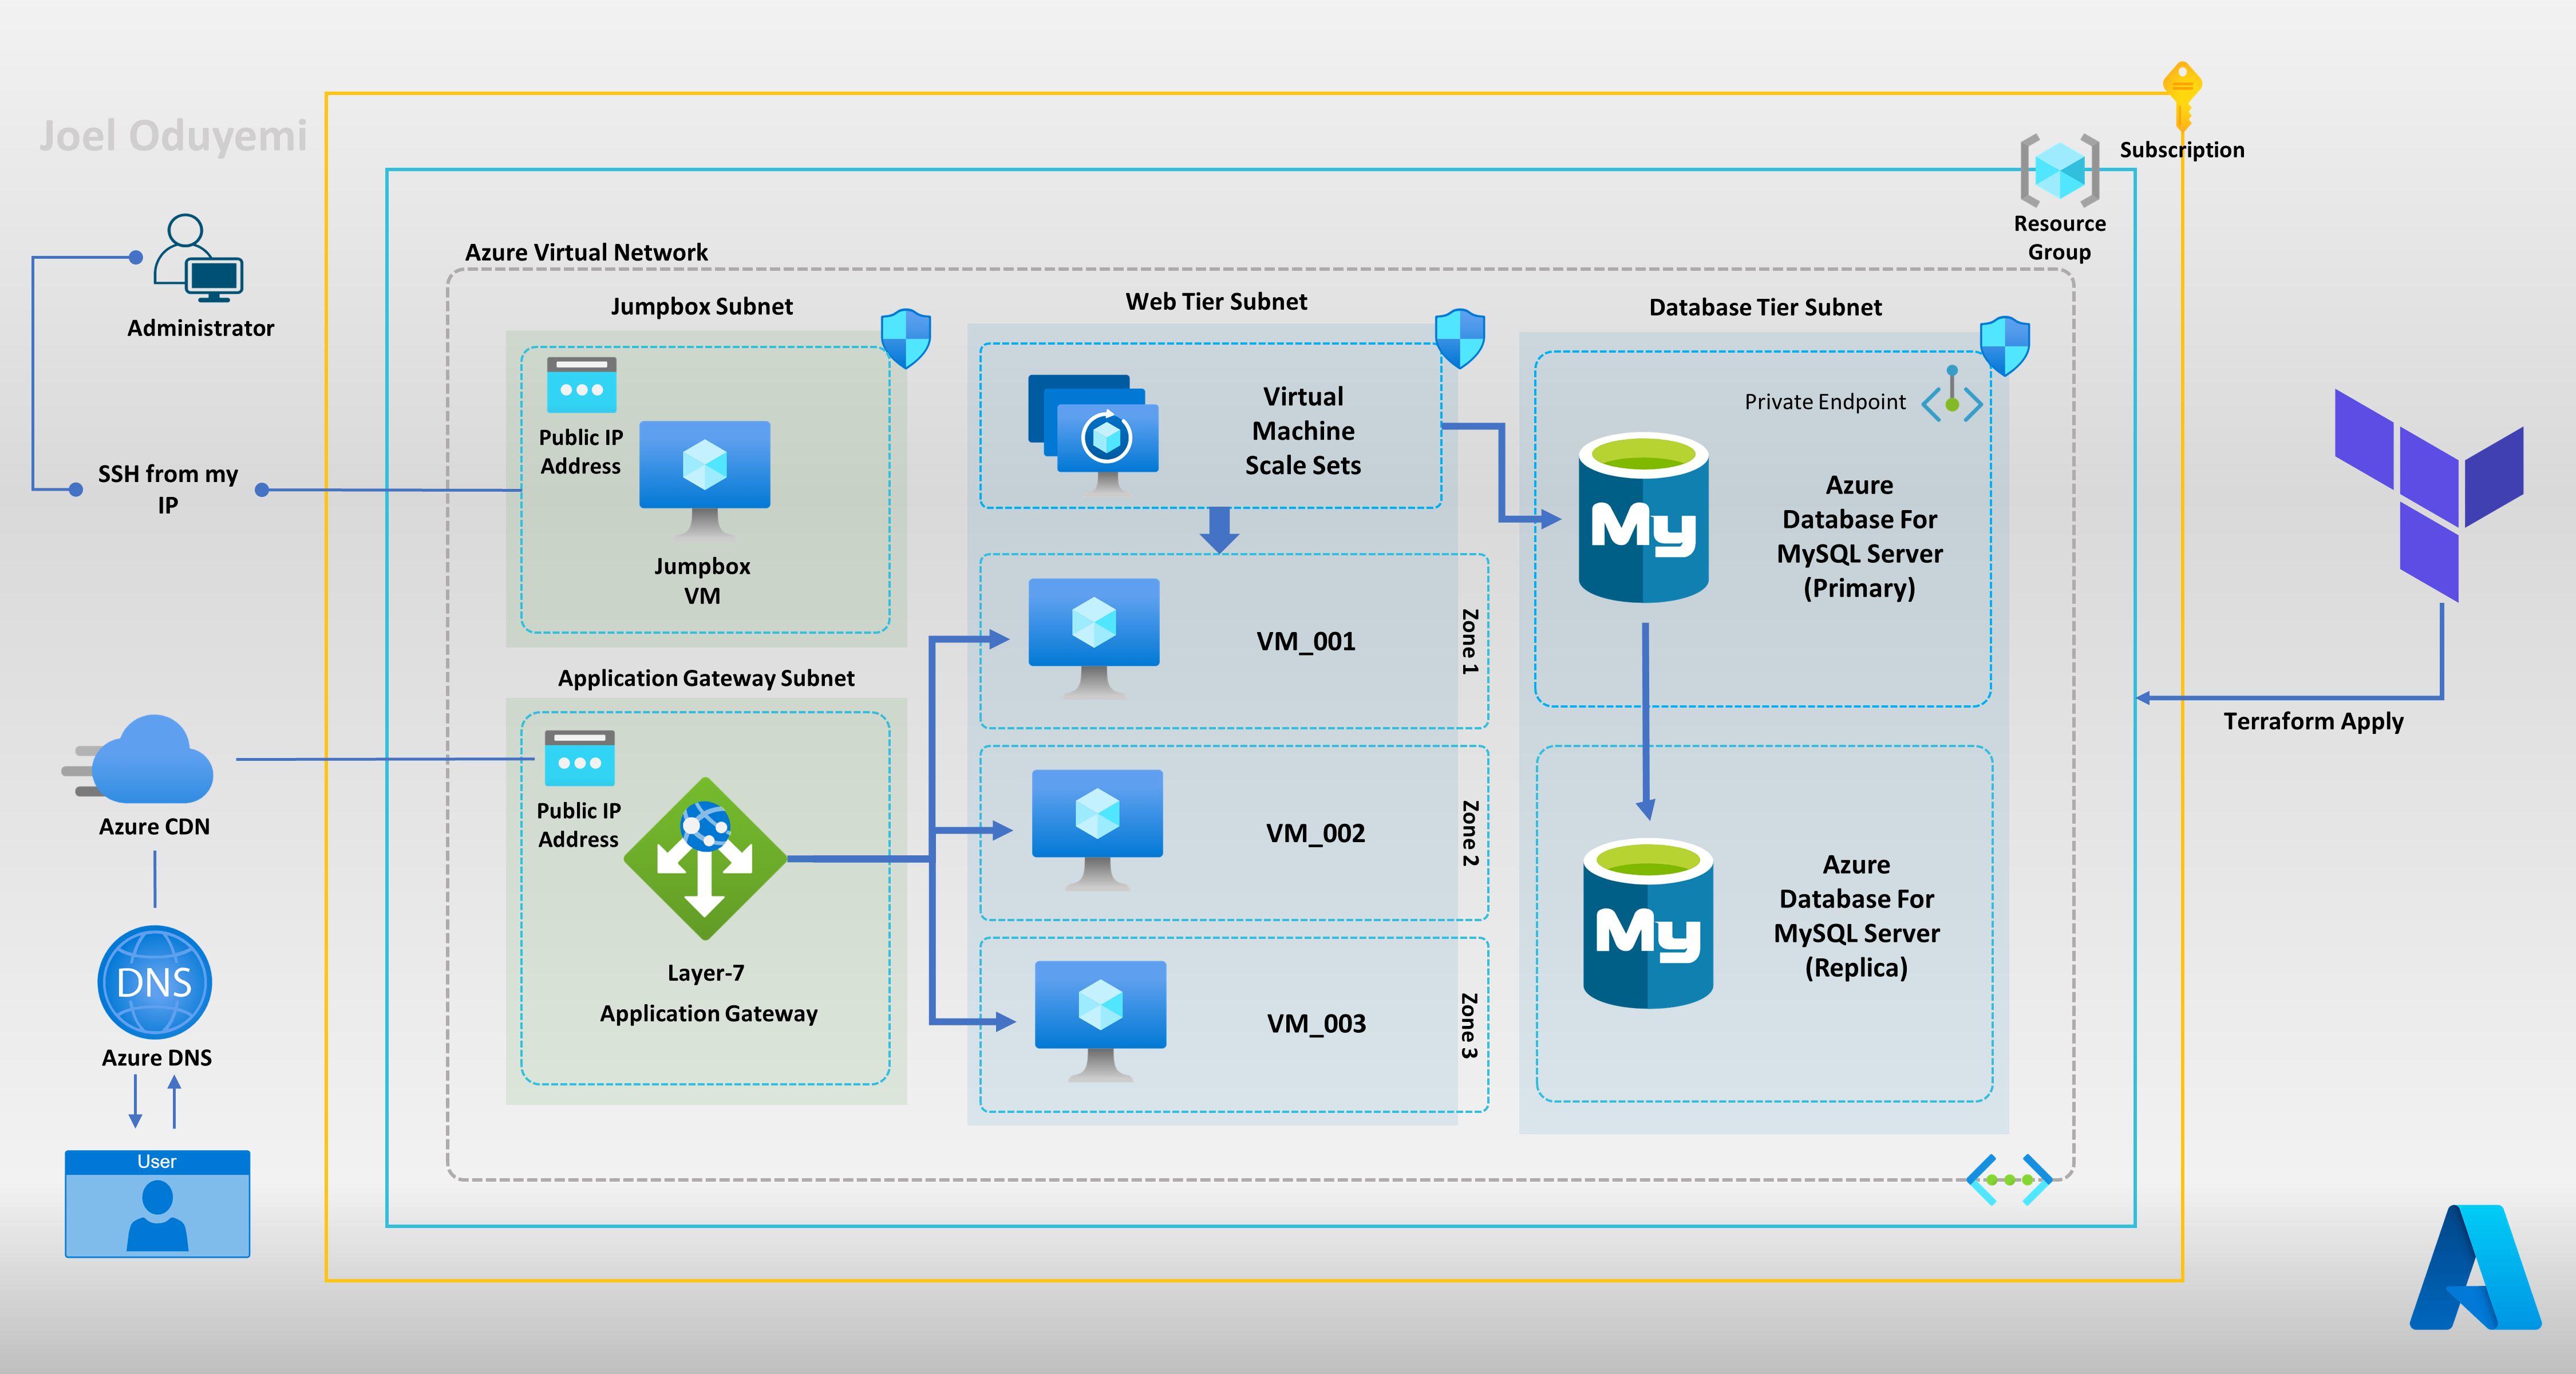 Joel Oduyemi
Subscription
Resource
Group
Azure Virtual Network
Administrator
SSH from my
IP
Jumpbox Subnet
Public IP
Address
Jumpbox
VM
Application Gateway Subnet
Public IP
Address
Layer-7
Application Gateway
Azure CDN
DNS
Azure DNS
User
Web Tier Subnet
Virtual
Machine
Scale Sets
VM_001
Zone 1
VM_002
Zone 2
VM_003
Zone 3
Database Tier Subnet
Private Endpoint
My
Azure
Database For
MySQL Server
(Primary)
My
Azure
Database For
MySQL Server
(Replica)
Terraform Apply